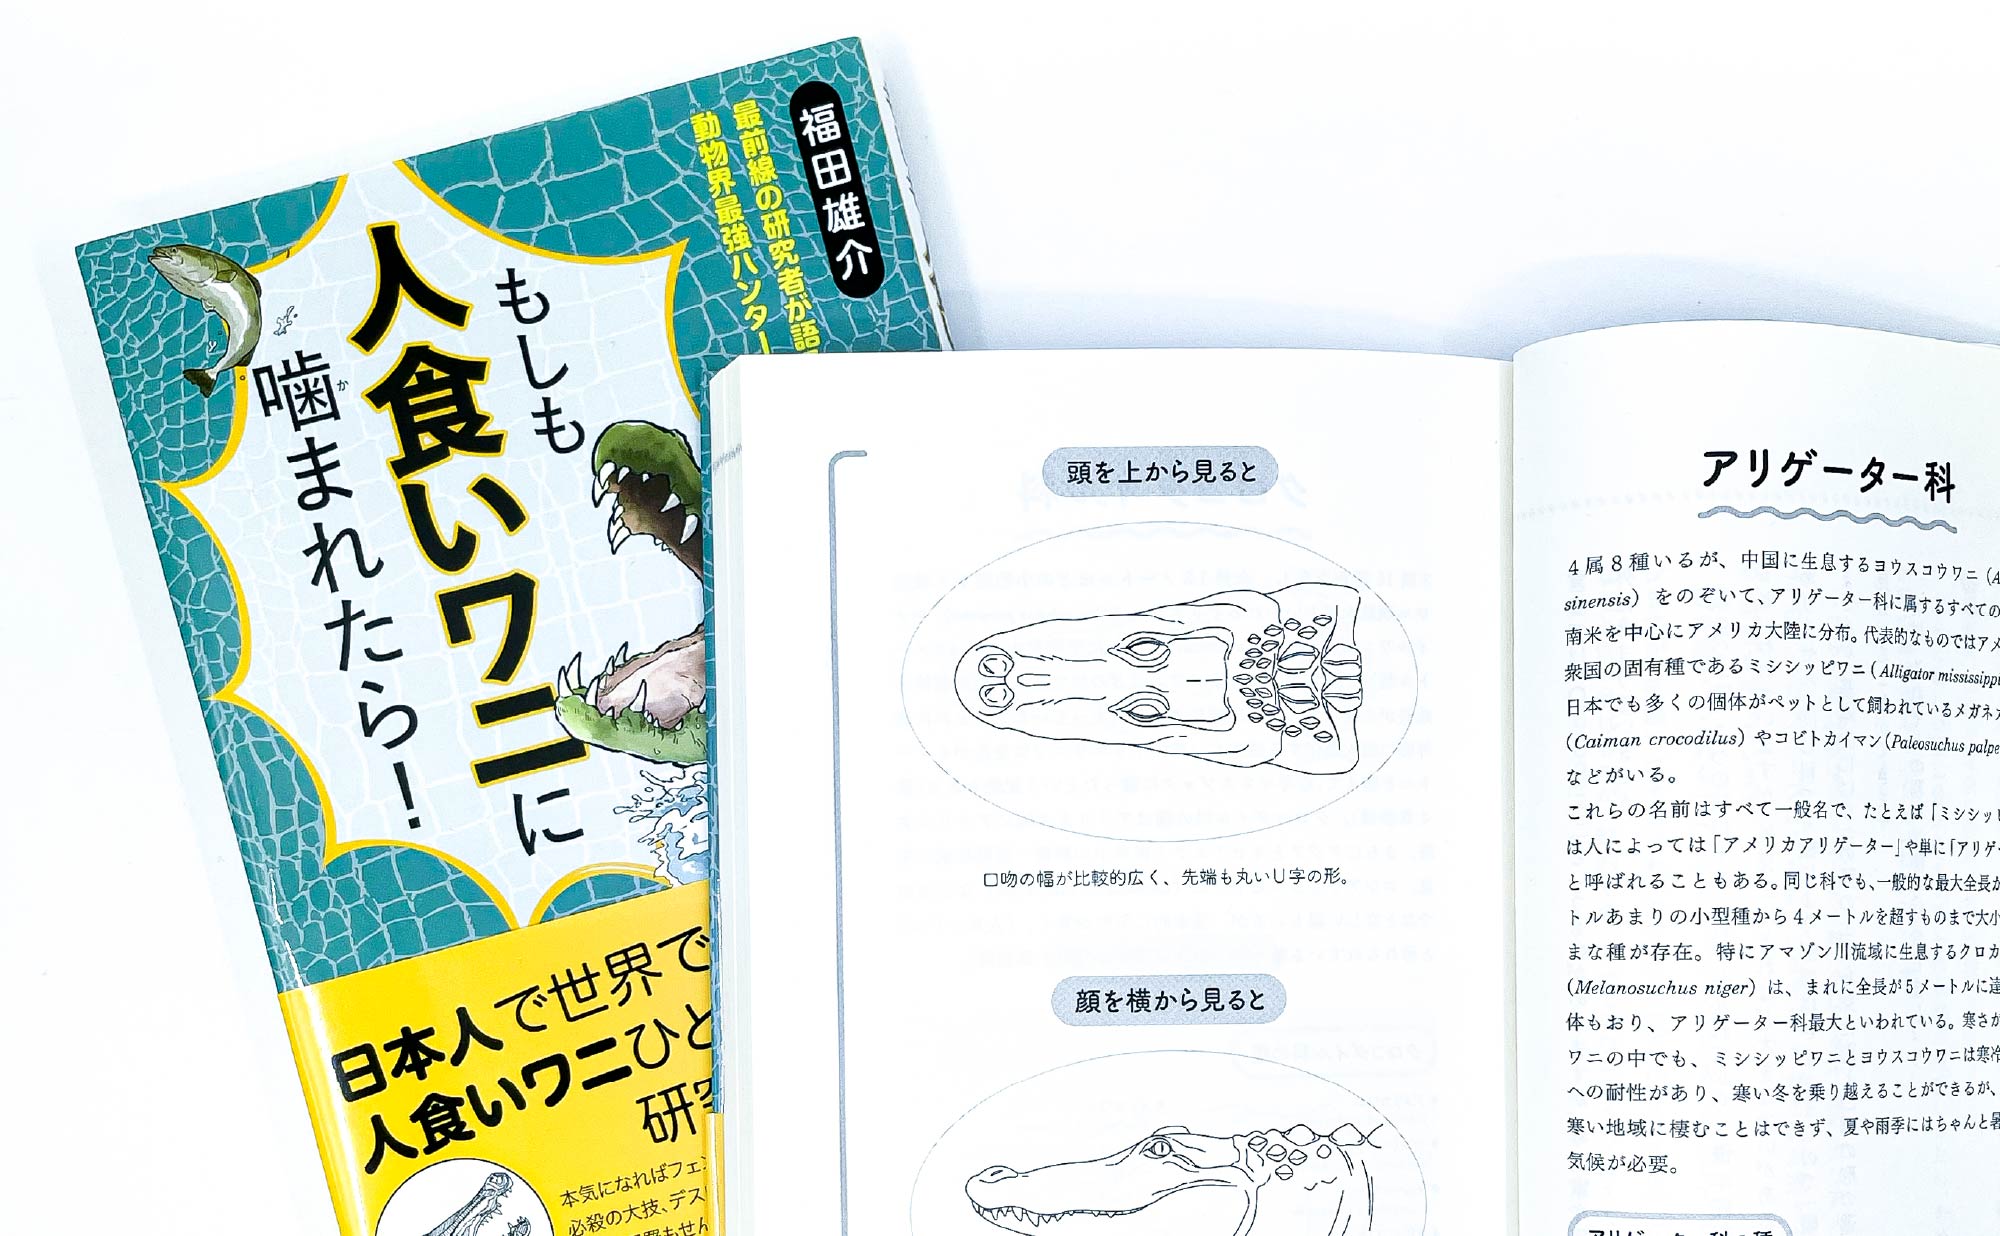 福田雄介
最前線の研究者が語
動物界最強ハンター
もしも
人食いワニに
噛まれたら！
か
日本人で世界で
人食いワニひと
研究
本気になればフェン
必殺の大技、デス
頭を上から見ると
口吻の幅が比較的広く、先端も丸いU字の形。
顔を横から見ると
アリゲーター科
4属8種いるが、中国に生息するヨウスコウワニ（A
sinensis）をのぞいて、アリゲーター科に属するすべての
南米を中心にアメリカ大陸に分布。代表的なものではアメ
衆国の固有種であるミシシッピワニ（Alligator mississippi
日本でも多くの個体がペットとして飼われているメガネ
（Caiman crocodilus）やコビトカイマン（Paleosuchus palpe
などがいる。
これらの名前はすべて一般名で、たとえば「ミシシッピ
は人によっては「アメリカアリゲーター」や単に「アリゲー
と呼ばれることもある。同じ科でも、一般的な最大全長が
トルあまりの小型種から4メートルを超すものまで大小
まな種が存在。特にアマゾン川流域に生息するクロカ
（Melanosuchus niger）は、まれに全長が5メートルに達
体もおり、アリゲーター科最大といわれている。寒さが
ワニの中でも、ミシシッピワニとヨウスコウワニは寒冷
への耐性があり、寒い冬を乗り越えることができるが、
寒い地域に棲むことはできず、夏や雨季にはちゃんと暑
気候が必要。
アリゲーター科の種